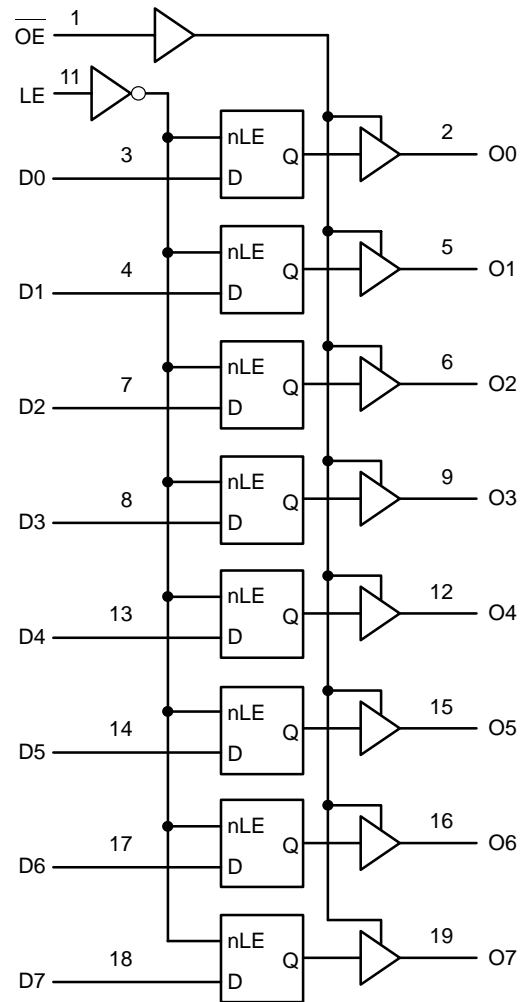 O̅E̅ 1
LE 11
nLE
D0 3 D Q 2 O0
nLE
D1 4 D Q 5 O1
nLE
D2 7 D Q 6 O2
nLE
D3 8 D Q 9 O3
nLE
D4 13 D Q 12 O4
nLE
D5 14 D Q 15 O5
nLE
D6 17 D Q 16 O6
nLE
D7 18 D Q 19 O7